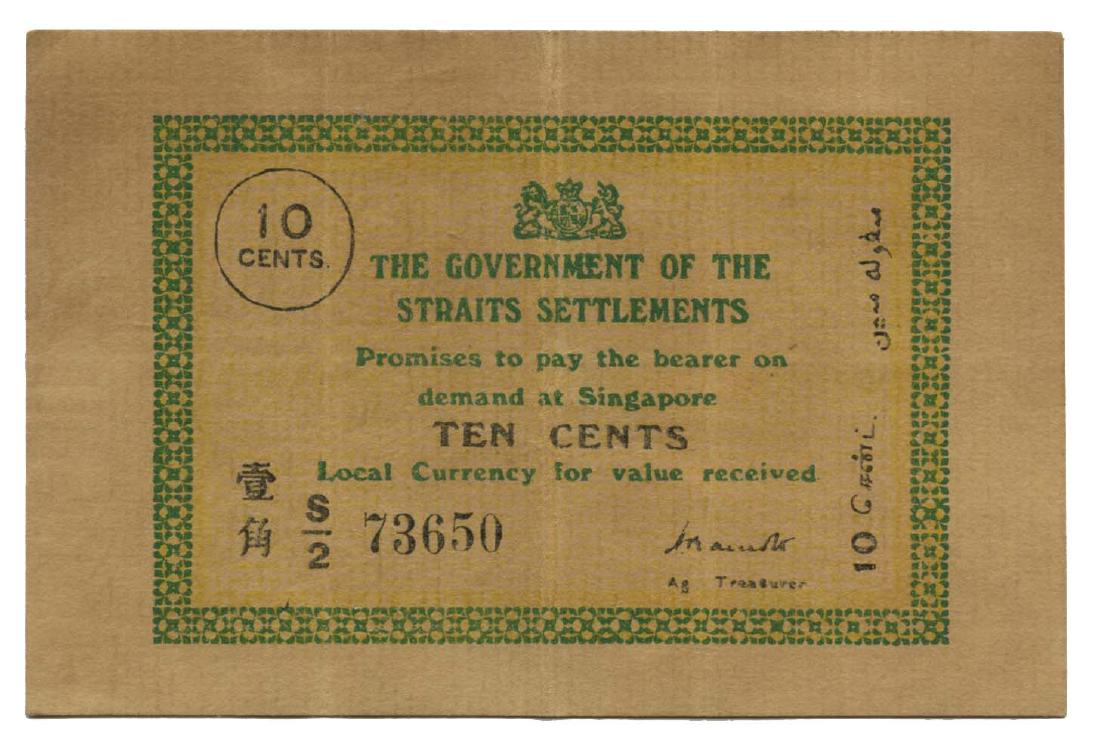 10
CENTS.
THE GOVERNMENT OF THE
STRAITS SETTLEMENTS
Promises to pay the bearer on
demand at Singapore
TEN CENTS
Local Currency for value received
壹
角
S/2 73650
Ag Treasurer
سڤوله سين
10